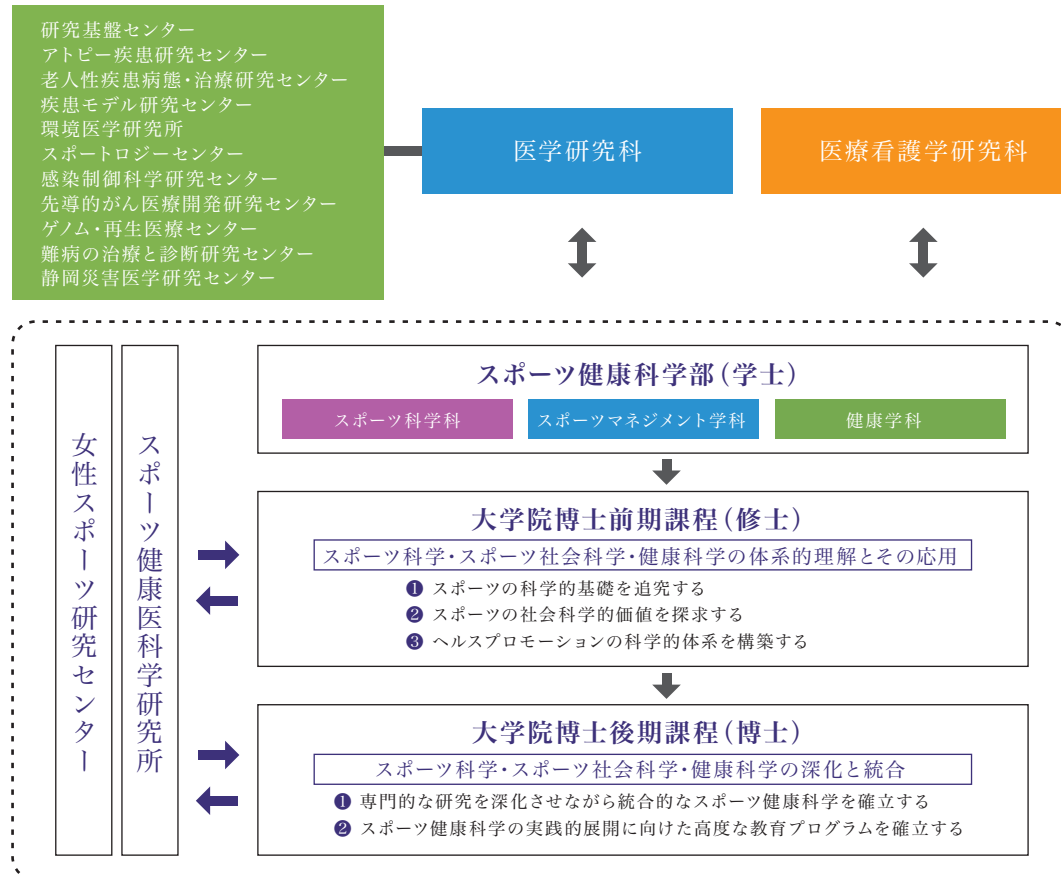 研究基盤センター
アトピー疾患研究センター
老人性疾患病態・治療研究センター
疾患モデル研究センター
環境医学研究所
スポートロジーセンター
感染制御科学研究センター
先導的がん医療開発研究センター
ゲノム・再生医療センター
難病の治療と診断研究センター
静岡災害医学研究センター
医学研究科
医療看護学研究科
女性スポーツ研究センター
スポーツ健康医科学研究所
スポーツ健康科学部（学士）
スポーツ科学科
スポーツマネジメント学科
健康学科
大学院博士前期課程（修士）
スポーツ科学・スポーツ社会科学・健康科学の体系的理解とその応用
❶ スポーツの科学的基礎を追究する
❷ スポーツの社会科学的価値を探求する
❸ ヘルスプロモーションの科学的体系を構築する
大学院博士後期課程（博士）
スポーツ科学・スポーツ社会科学・健康科学の深化と統合
❶ 専門的な研究を深化させながら統合的なスポーツ健康科学を確立する
❷ スポーツ健康科学の実践的展開に向けた高度な教育プログラムを確立する